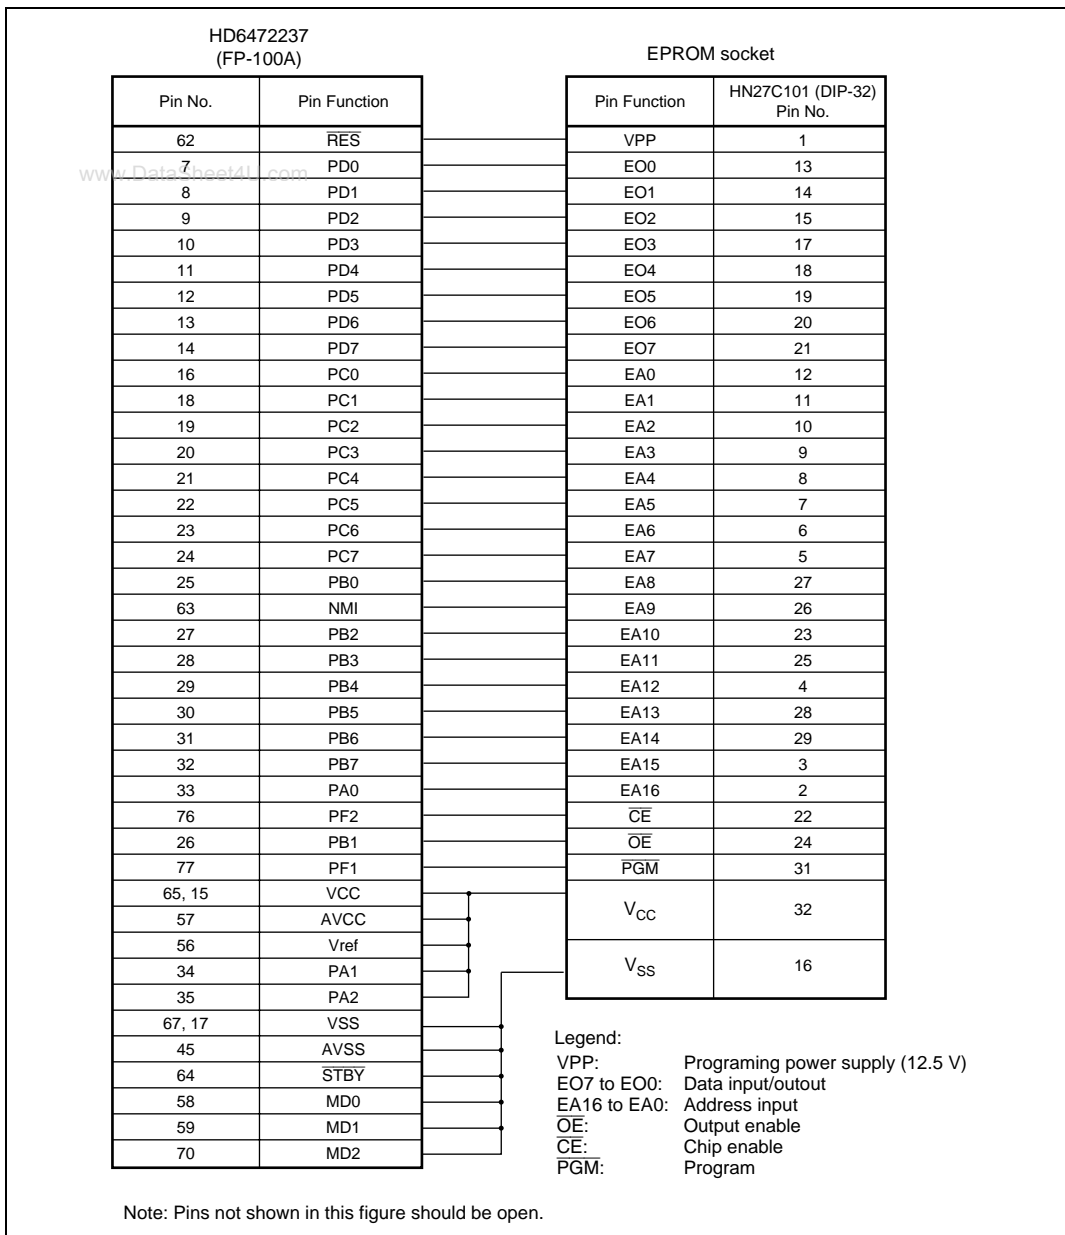 HD6472237
(FP-100A)
EPROM socket
Pin No. Pin Function Pin Function HN27C101 (DIP-32) Pin No.
62 RES VPP 1
7 PD0 EO0 13
www.DataSheet4U.com
8 PD1 EO1 14
9 PD2 EO2 15
10 PD3 EO3 17
11 PD4 EO4 18
12 PD5 EO5 19
13 PD6 EO6 20
14 PD7 EO7 21
16 PC0 EA0 12
18 PC1 EA1 11
19 PC2 EA2 10
20 PC3 EA3 9
21 PC4 EA4 8
22 PC5 EA5 7
23 PC6 EA6 6
24 PC7 EA7 5
25 PB0 EA8 27
63 NMI EA9 26
27 PB2 EA10 23
28 PB3 EA11 25
29 PB4 EA12 4
30 PB5 EA13 28
31 PB6 EA14 29
32 PB7 EA15 3
33 PA0 EA16 2
76 PF2 CE 22
26 PB1 OE 24
77 PF1 PGM 31
65, 15 VCC VCC 32
57 AVCC
56 Vref
34 PA1 VSS 16
35 PA2
67, 17 VSS
45 AVSS
64 STBY
58 MD0
59 MD1
70 MD2
Legend:
VPP: Programing power supply (12.5 V)
EO7 to EO0: Data input/outout
EA16 to EA0: Address input
OE: Output enable
CE: Chip enable
PGM: Program
Note: Pins not shown in this figure should be open.